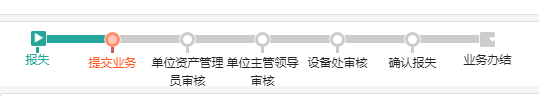 报失
提交业务
单位资产管理
员审核
单位主管领导
审核
设备处审核
确认报失
业务办结